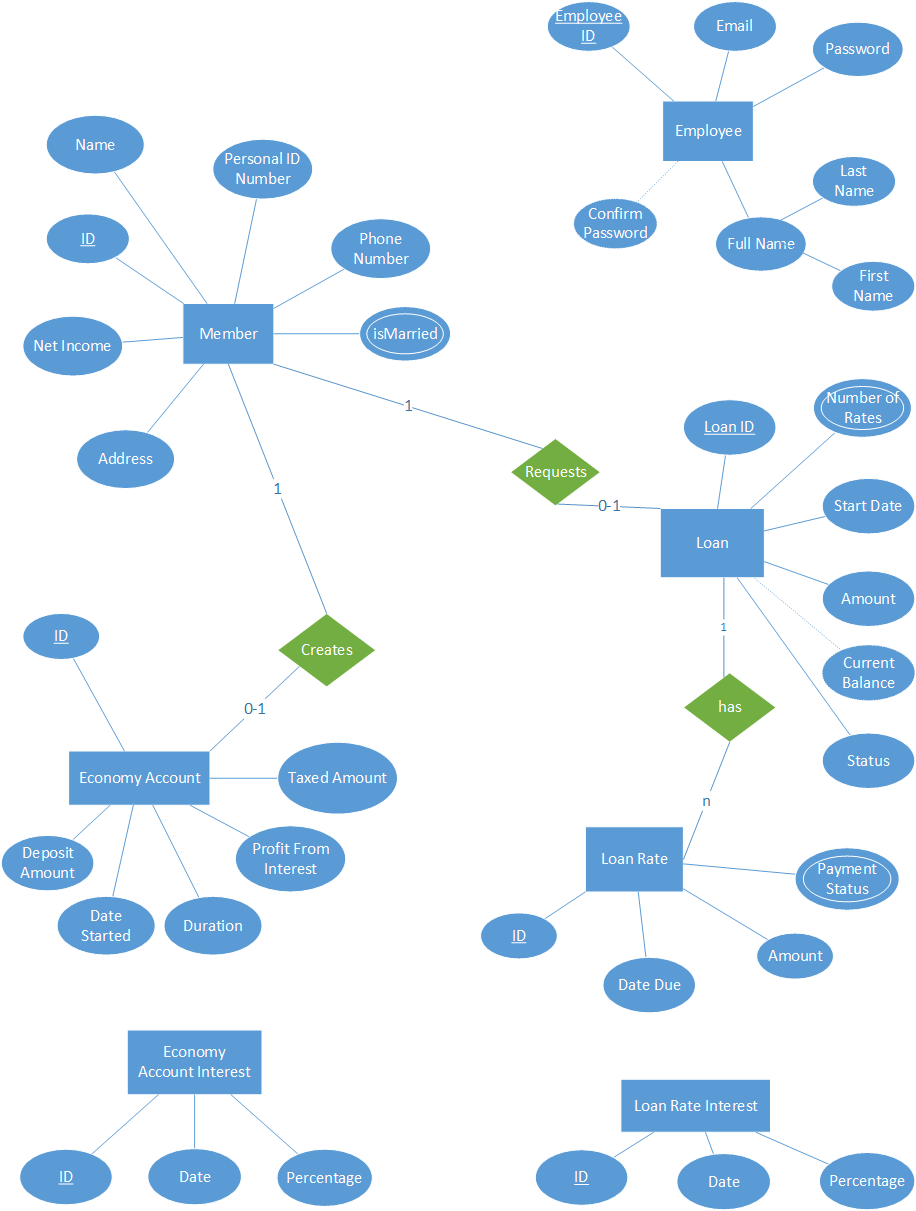 Employee
ID
Email
Password
Employee
Last
Name
Confirm
Password
Full Name
First
Name
Name
Personal ID
Number
ID
Phone
Number
Member
isMarried
Net Income
Address
1
1
Requests
0-1
Loan ID
Number of
Rates
Start Date
Loan
Amount
Current
Balance
Status
1
has
n
ID
Creates
0-1
Economy Account
Taxed Amount
Deposit
Amount
Profit From
Interest
Date
Started
Duration
Loan Rate
Payment
Status
ID
Amount
Date Due
Economy
Account Interest
ID
Date
Percentage
Loan Rate Interest
ID
Date
Percentage